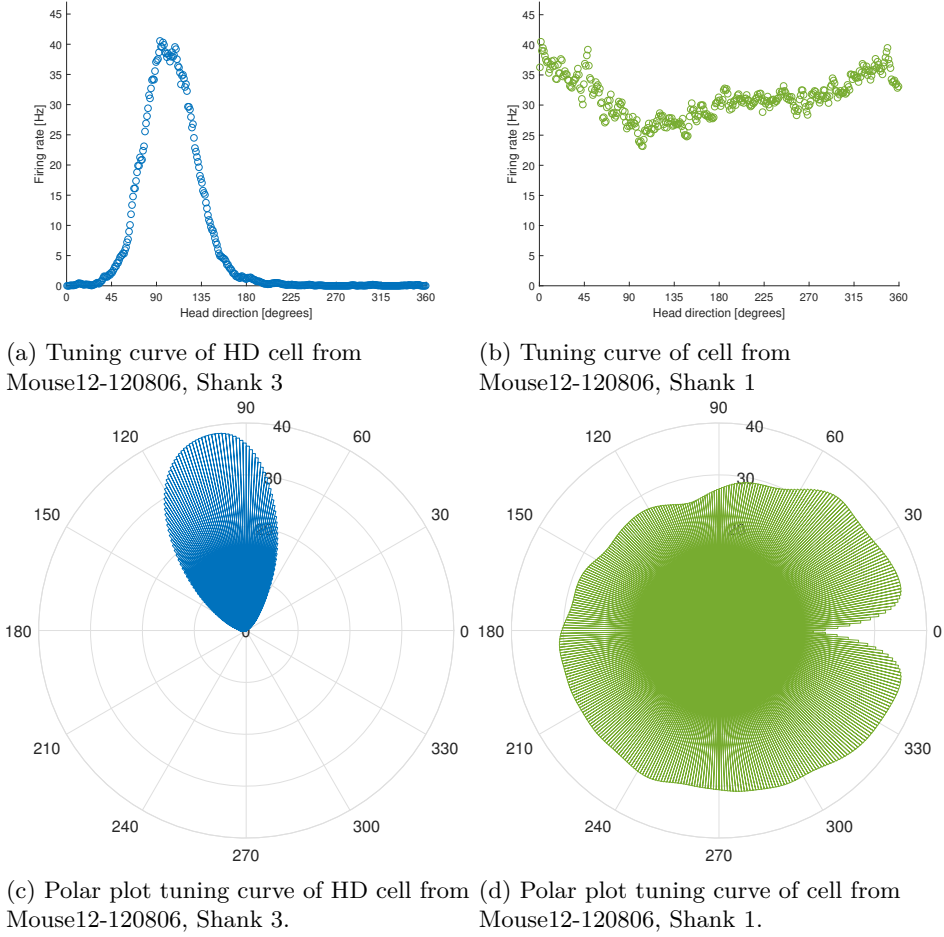 45
40
35
30
25
20
15
10
5
0
Firing rate [Hz]
0 45 90 135 180 225 270 315 360
Head direction [degrees]
45
40
35
30
25
20
15
10
5
0
Firing rate [Hz]
0 45 90 135 180 225 270 315 360
Head direction [degrees]
(a) Tuning curve of HD cell from
Mouse12-120806, Shank 3
(b) Tuning curve of cell from
Mouse12-120806, Shank 1
90
120 40 60
30
150 30
180 0 0
210 330
240 300
270
90
120 40 60
30
150 30
20
180 0
210 330
240 300
270
(c) Polar plot tuning curve of HD cell from
Mouse12-120806, Shank 3.
(d) Polar plot tuning curve of cell from
Mouse12-120806, Shank 1.